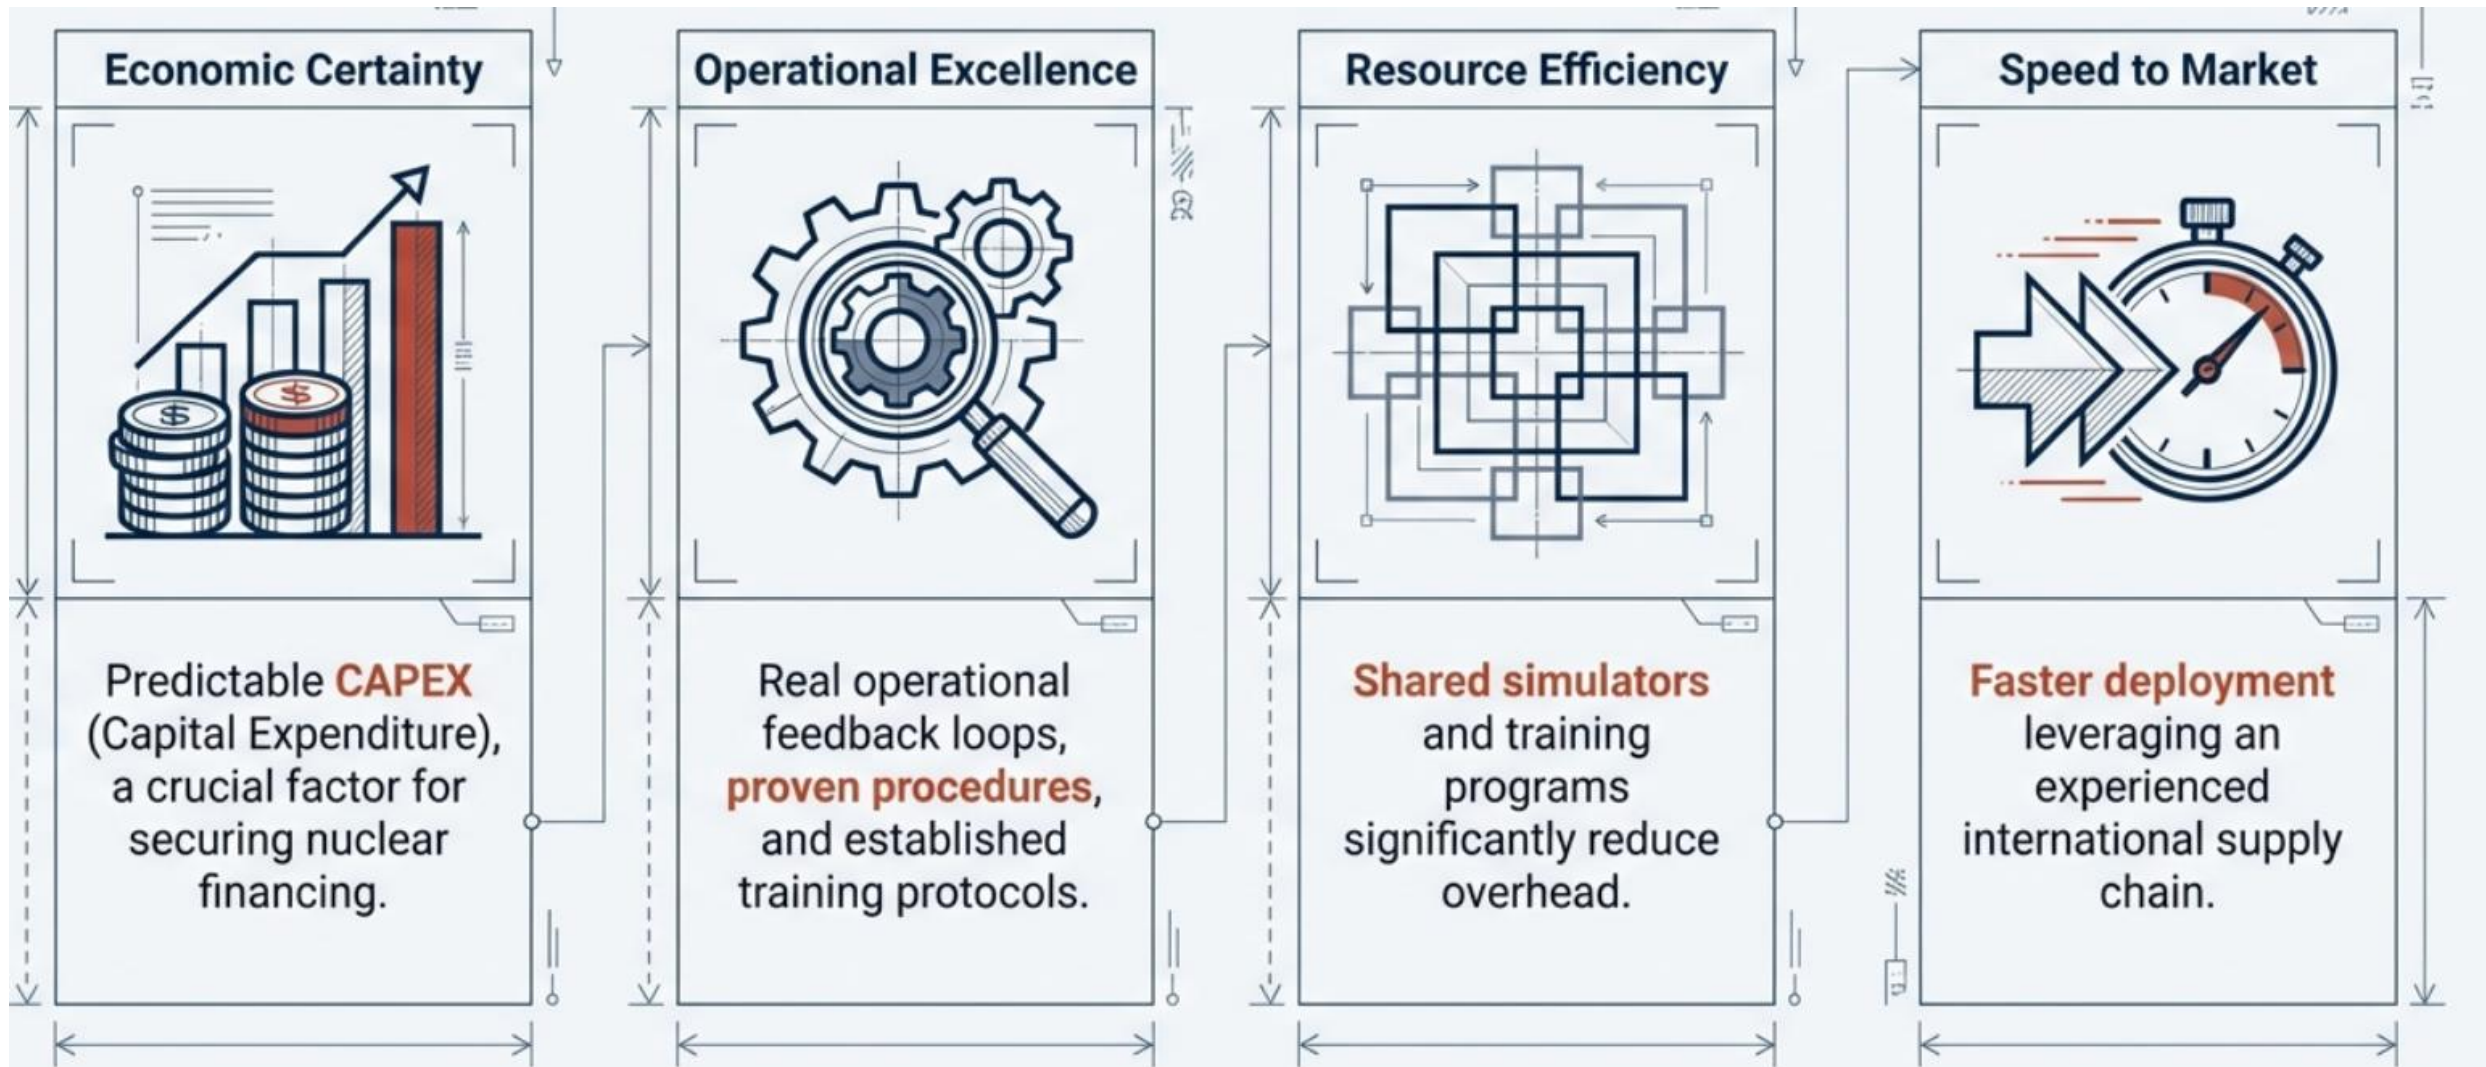 Economic Certainty
Predictable CAPEX
(Capital Expenditure),
a crucial factor for
securing nuclear
financing.
Operational Excellence
Real operational
feedback loops,
proven procedures,
and established
training protocols.
Resource Efficiency
Shared simulators
and training
programs
significantly reduce
overhead.
Speed to Market
Faster deployment
leveraging an
experienced
international supply
chain.
$
$